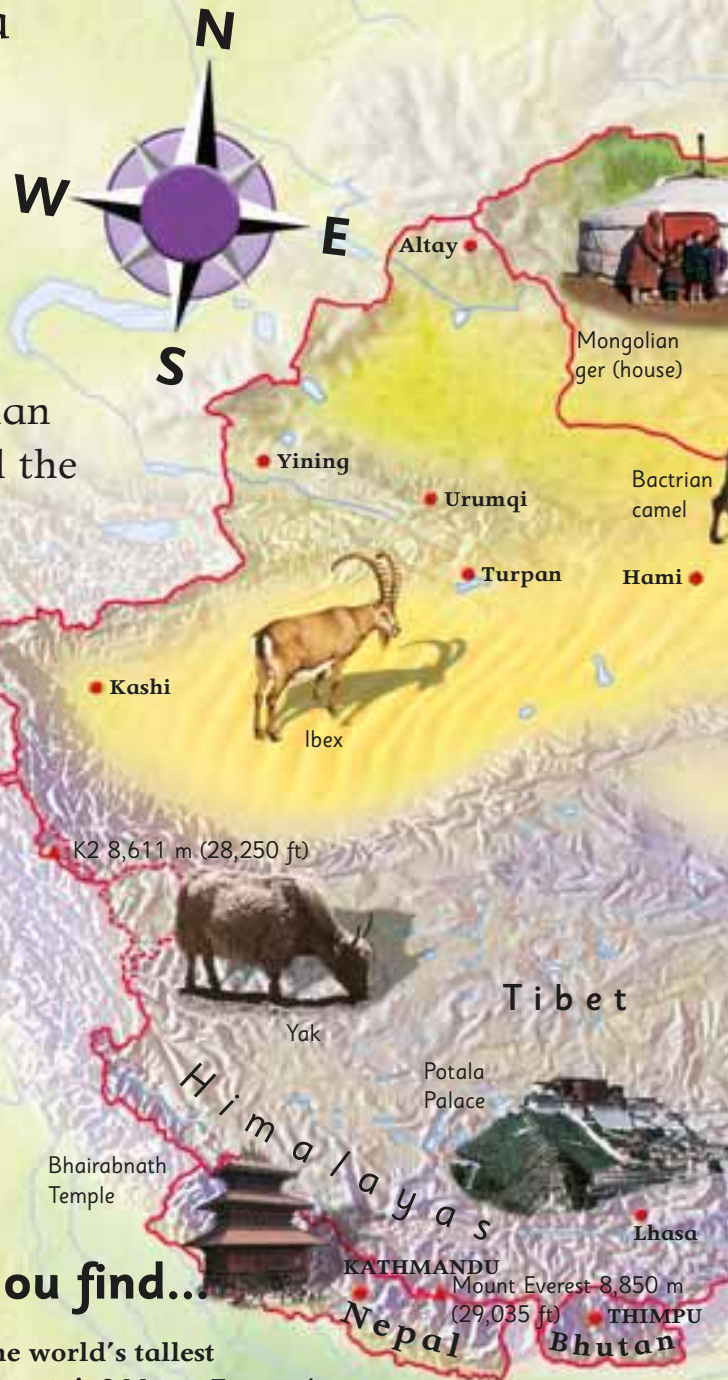 N
W
E
S
Altay
Mongolian
ger (house)
an
the
Yining
Urumqi
Bactrian
camel
Turpan
Hami
Kashi
Ibex
K2 8,611 m (28,250 ft)
Tibet
Yak
Potala
Palace
Himalayas
Bhairabnath
Temple
Lhasa
KATHMANDU
ou find...
Mount Everest 8,850 m
(29,035 ft)
THIMPU
Nepal
Bhutan
he world's tallest